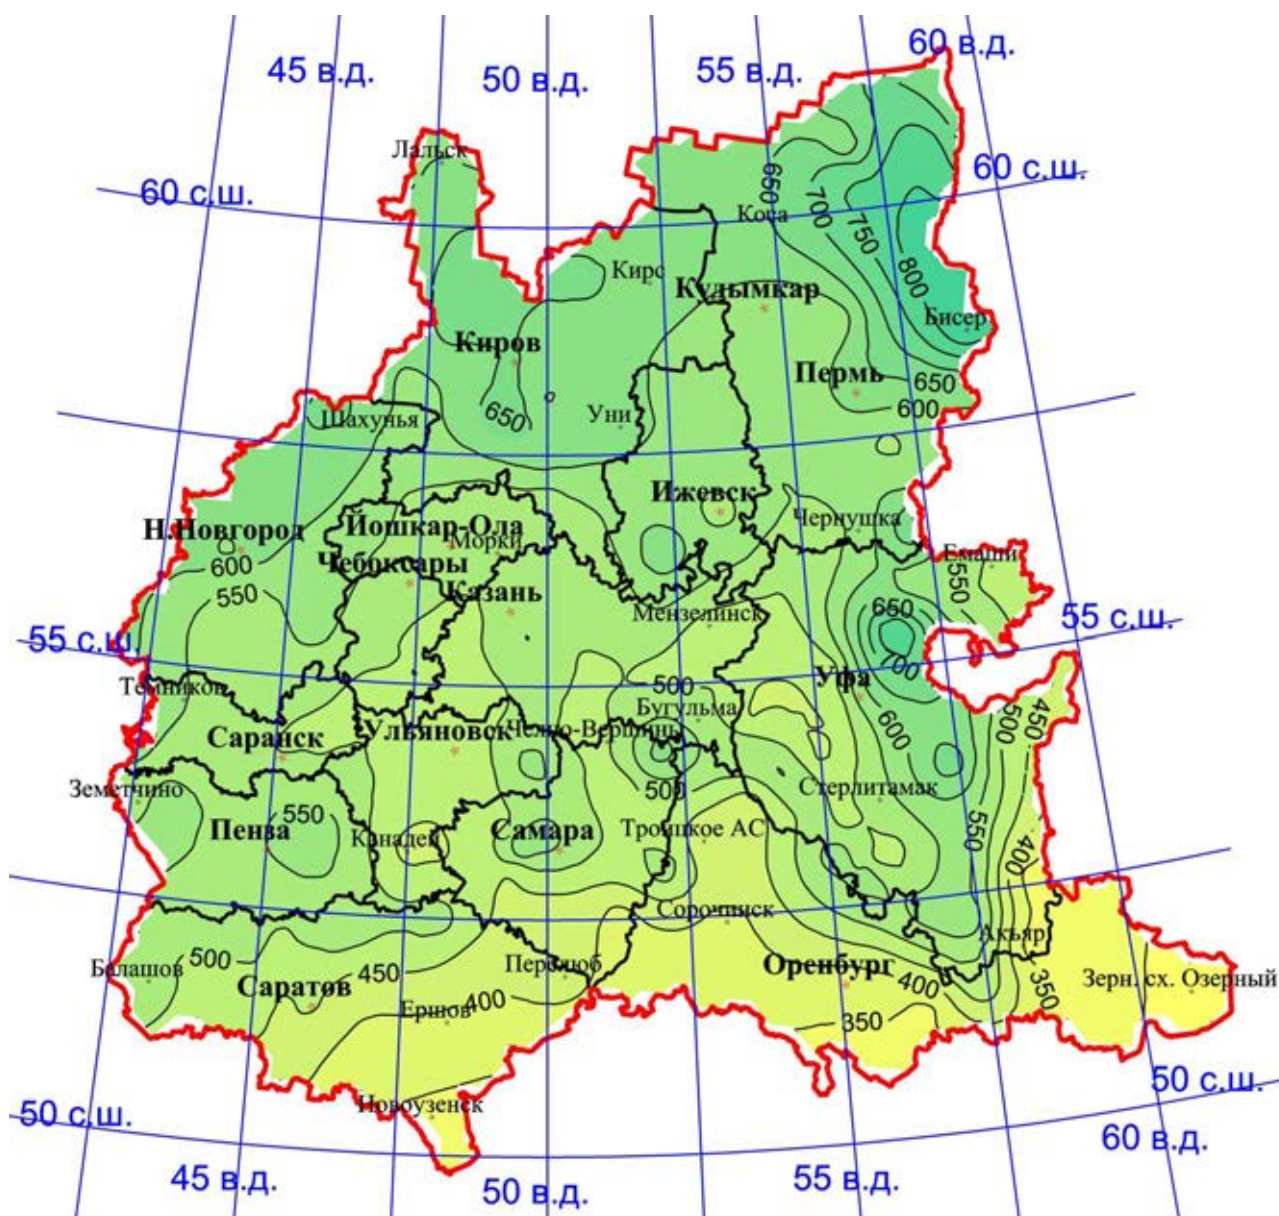 60 в.д.
45 в.д.
50 в.д.
55 в.д.
Лальск
60 с.ш.
60 с.ш.
650
700
Коса
750
800
Кирс
Кудымкар
Бисер
Киров
Пермь
650
600
650
Уни
Шахунья
Ижевск
Н.Новгород
Йошкар-Ола
Морки
Чернушка
Емаши
600
Чебоксары
550
550
Казань
Мензелинск
650
55 с.ш.
55 с.ш.
700
Темников
500
Уфа
Бугульма
450
500
Саранск
Ульяновск
Челно-Вершины
600
Земетчино
500
Стерлитамак
550
Пенза
Канадей
Самара
Троицкое АС
550
400
Сорочинск
Акъяр
Балашов
500
450
Перелюб
Оренбург
400
350
Зерн. сх. Озерный
Саратов
Ершов
400
350
Новоузенск
50 с.ш.
50 с.ш.
60 в.д.
45 в.д.
50 в.д.
55 в.д.